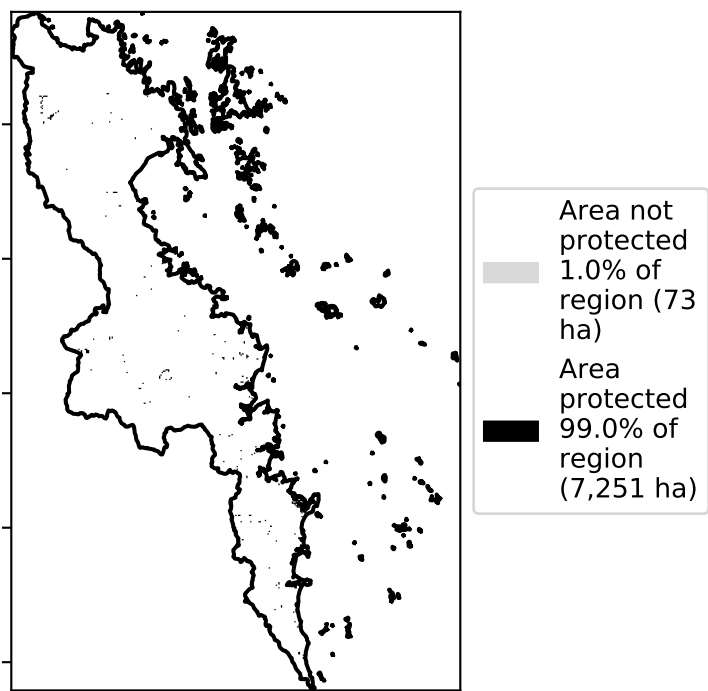 Area not
protected
1.0% of
region (73
ha)
Area
protected
99.0% of
region
(7,251 ha)